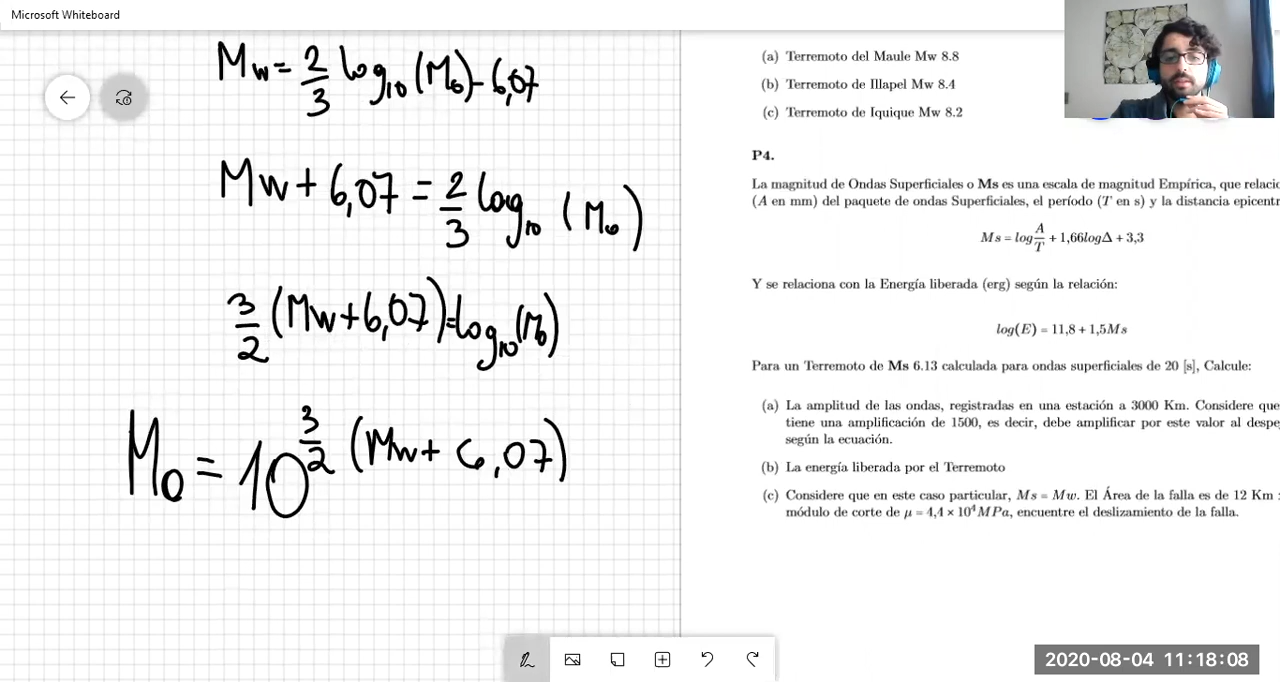 Microsoft Whiteboard
Mw = 2/3 log10 (Mo) - 6,07
Mw + 6,07 = 2/3 log10 (Mo)
3/2 (Mw + 6,07) = log10 (Mo)
Mo = 10^3/2 (Mw + 6,07)
(a) Terremoto del Maule Mw 8.8
(b) Terremoto de Illapel Mw 8.4
(c) Terremoto de Iquique Mw 8.2
P4.
La magnitud de Ondas Superficiales o Ms es una escala de magnitud Empírica, que relacio
(A en mm) del paquete de ondas Superficiales, el período (T en s) y la distancia epicentr
Ms = log A/T + 1,66logΔ + 3,3
Y se relaciona con la Energía liberada (erg) según la relación:
log(E) = 11,8 + 1,5Ms
Para un Terremoto de Ms 6.13 calculada para ondas superficiales de 20 [s], Calcule:
(a) La amplitud de las ondas, registradas en una estación a 3000 Km. Considere que
tiene una amplificación de 1500, es decir, debe amplificar por este valor al despe
según la ecuación.
(b) La energía liberada por el Terremoto
(c) Considere que en este caso particular, Ms = Mw. El Área de la falla es de 12 Km
módulo de corte de μ = 4,4 × 10⁴MPa, encuentre el deslizamiento de la falla.
2020-08-04 11:18:08